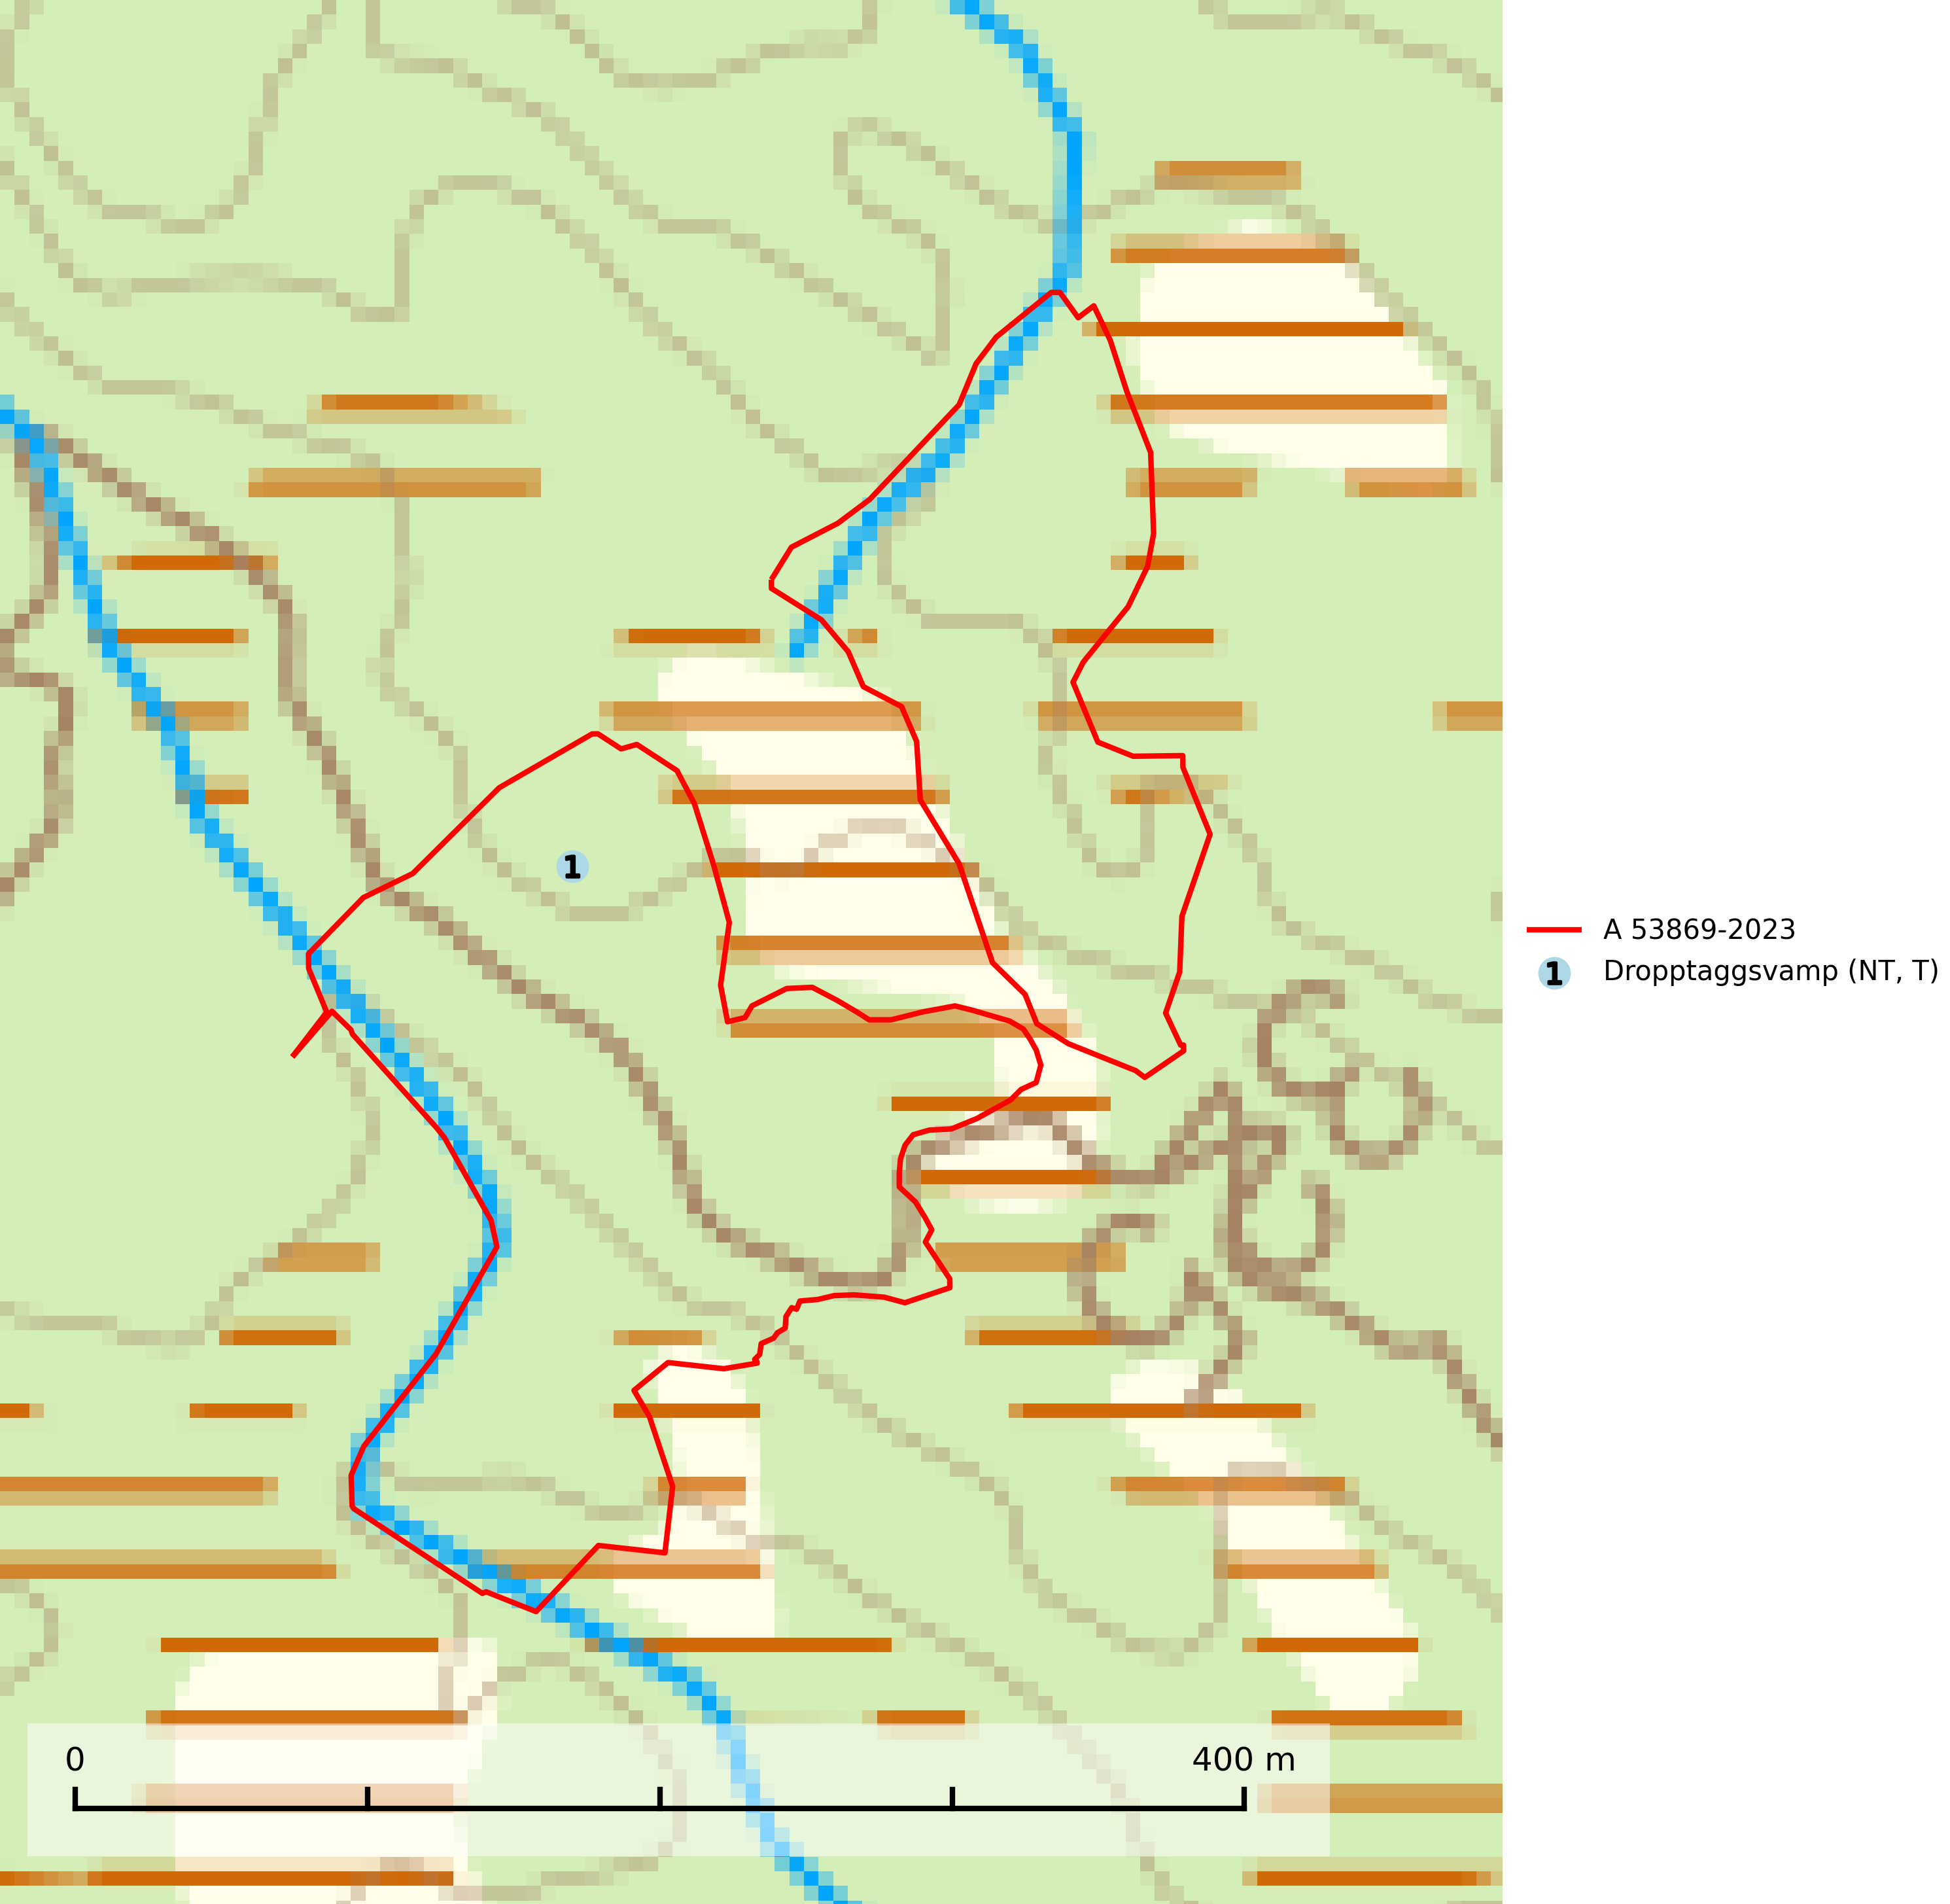 1
A 53869-2023
1 Dropptaggsvamp (NT, T)
0 400 m